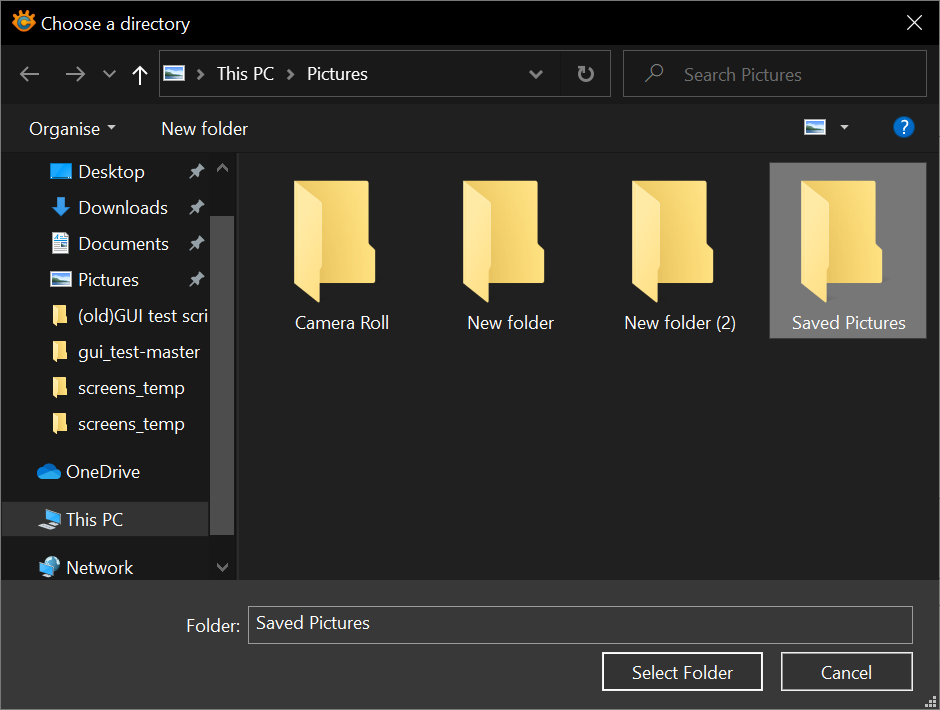 Choose a directory
This PC
Pictures
Search Pictures
Organise
New folder
?
Desktop
Downloads
Documents
Pictures
(old)GUI test scri
gui_test-master
screens_temp
screens_temp
OneDrive
This PC
Network
Camera Roll
New folder
New folder (2)
Saved Pictures
Folder:
Saved Pictures
Select Folder
Cancel